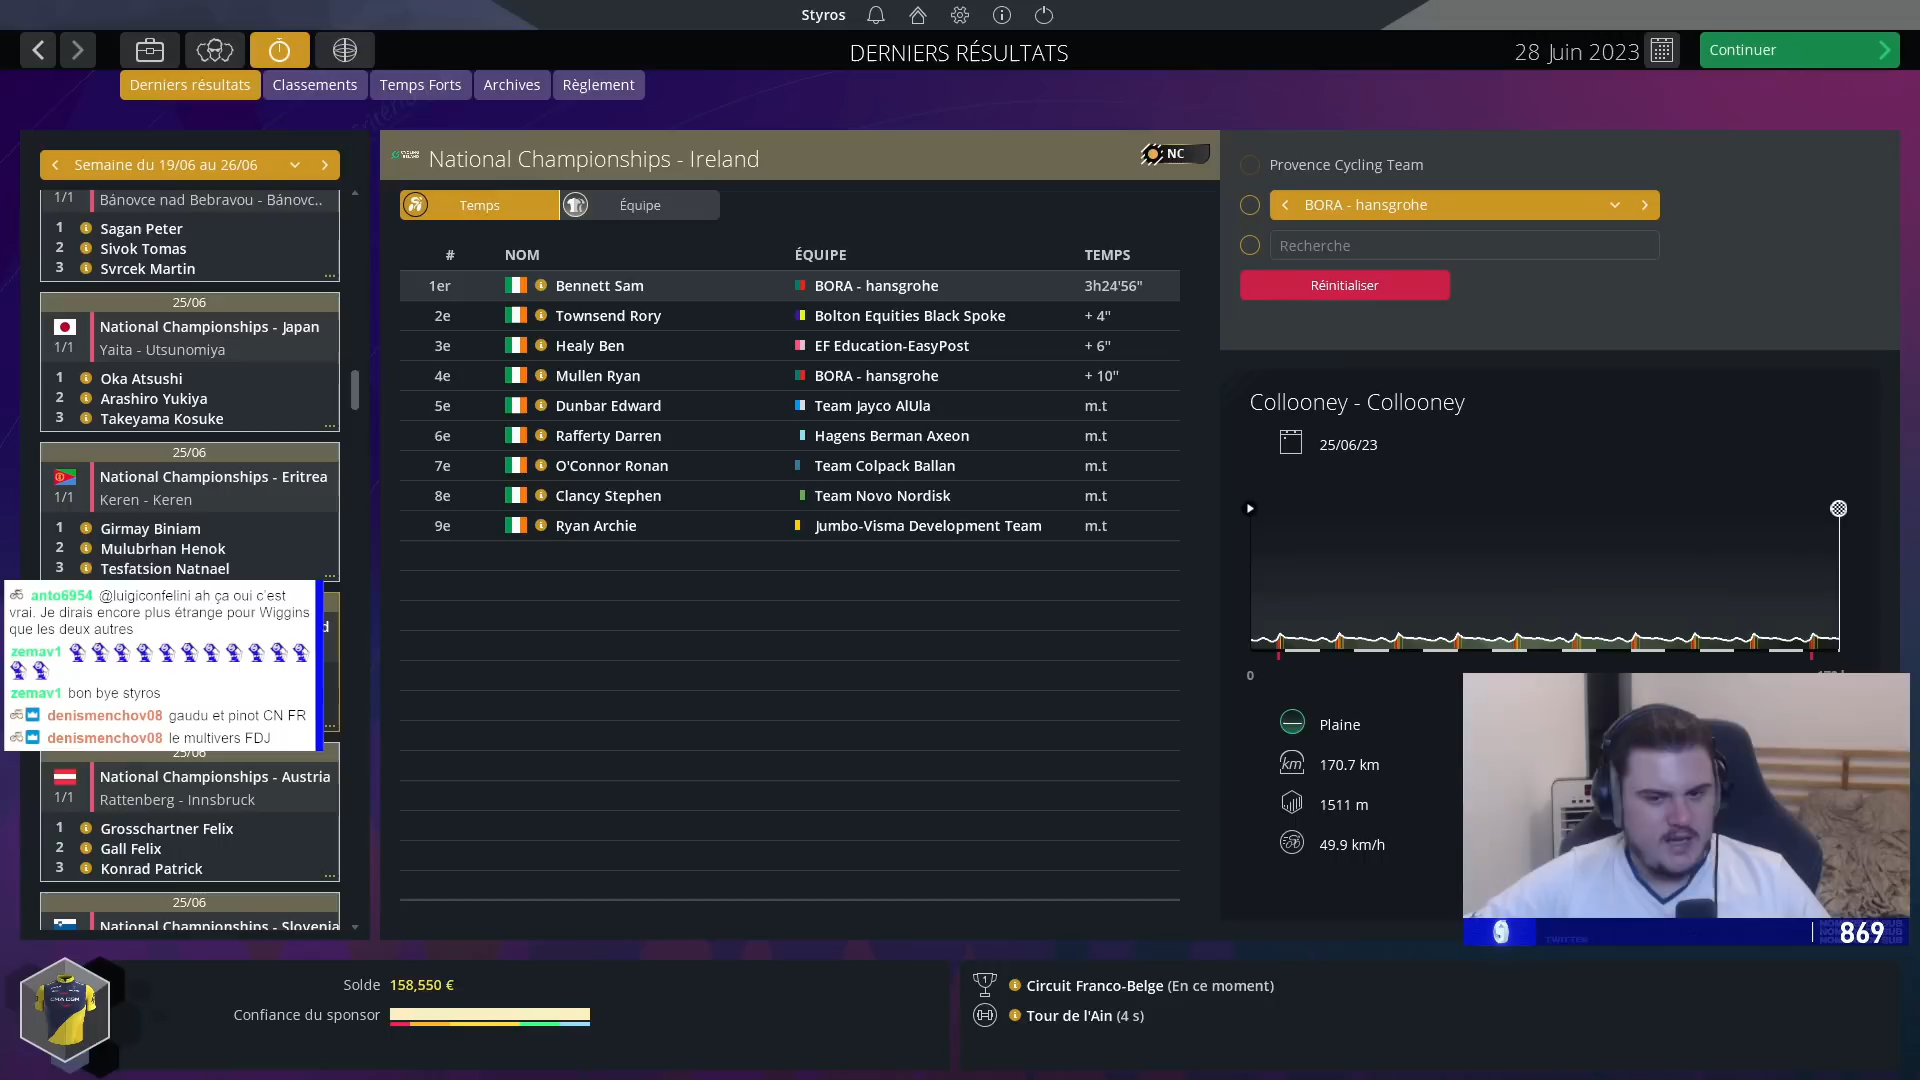 Styros
DERNIERS RÉSULTATS
28 Juin 2023
Continuer
Derniers résultats
Classements
Temps Forts
Archives
Règlement
Semaine du 19/06 au 26/06
1/1
Bánovce nad Bebravou - Bánovc..
1 Sagan Peter
2 Sivok Tomas
3 Svrcek Martin
...
25/06
National Championships - Japan
1/1 Yaita - Utsunomiya
1 Oka Atsushi
2 Arashiro Yukiya
3 Takeyama Kosuke
...
25/06
National Championships - Eritrea
1/1 Keren - Keren
1 Girmay Biniam
2 Mulubrhan Henok
3 Tesfatsion Natnael
...
anto6954 @luigiconfelini ah ça oui c'est
vrai. Je dirais encore plus étrange pour Wiggins
que les deux autres
zemav1
zemav1 bon bye styros
denismenchov08 gaudu et pinot CN FR
denismenchov08 le multivers FDJ
d
...
25/06
National Championships - Austria
1/1 Rattenberg - Innsbruck
1 Grosschartner Felix
2 Gall Felix
3 Konrad Patrick
...
25/06
National Championships - Slovenia
National Championships - Ireland
NC
Temps
Équipe
# NOM ÉQUIPE TEMPS
1er Bennett Sam BORA - hansgrohe 3h24'56''
2e Townsend Rory Bolton Equities Black Spoke + 4''
3e Healy Ben EF Education-EasyPost + 6''
4e Mullen Ryan BORA - hansgrohe + 10''
5e Dunbar Edward Team Jayco AlUla m.t
6e Rafferty Darren Hagens Berman Axeon m.t
7e O'Connor Ronan Team Colpack Ballan m.t
8e Clancy Stephen Team Novo Nordisk m.t
9e Ryan Archie Jumbo-Visma Development Team m.t
Provence Cycling Team
BORA - hansgrohe
Recherche
Réinitialiser
Collooney - Collooney
25/06/23
0
Plaine
km 170.7 km
1511 m
49.9 km/h
TWITTER
869
CMA CGM
Solde 158,550 €
Confiance du sponsor
1 Circuit Franco-Belge (En ce moment)
Tour de l'Ain (4 s)